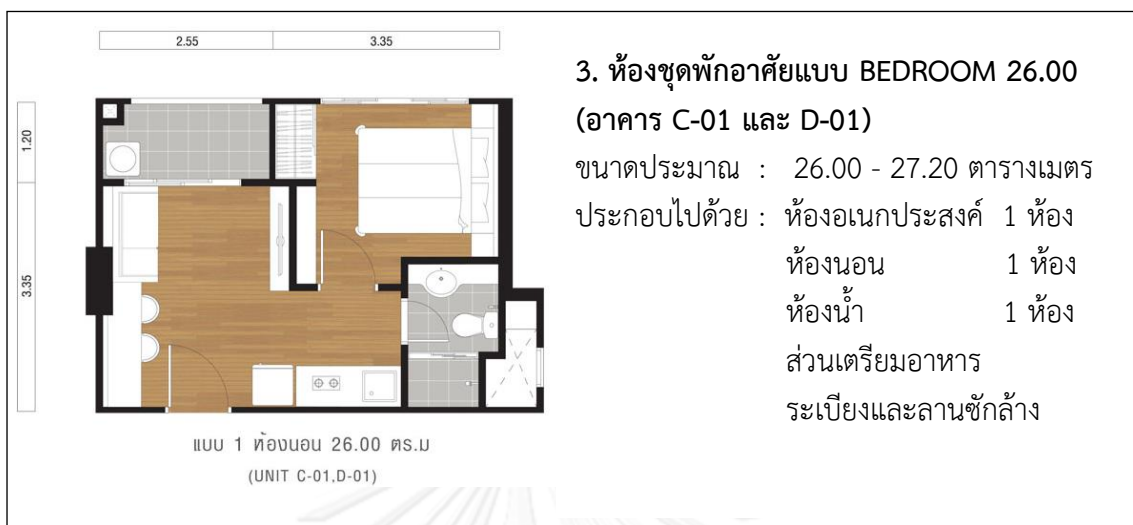 2.55 3.35
1.20
3.35
แบบ 1 ห้องนอน 26.00 ตร.ม
(UNIT C-01,D-01)
3. ห้องชุดพักอาศัยแบบ BEDROOM 26.00
(อาคาร C-01 และ D-01)
ขนาดประมาณ : 26.00 - 27.20 ตารางเมตร
ประกอบไปด้วย : ห้องอเนกประสงค์ 1 ห้อง
ห้องนอน 1 ห้อง
ห้องน้ำ 1 ห้อง
ส่วนเตรียมอาหาร
ระเบียงและลานซักล้าง